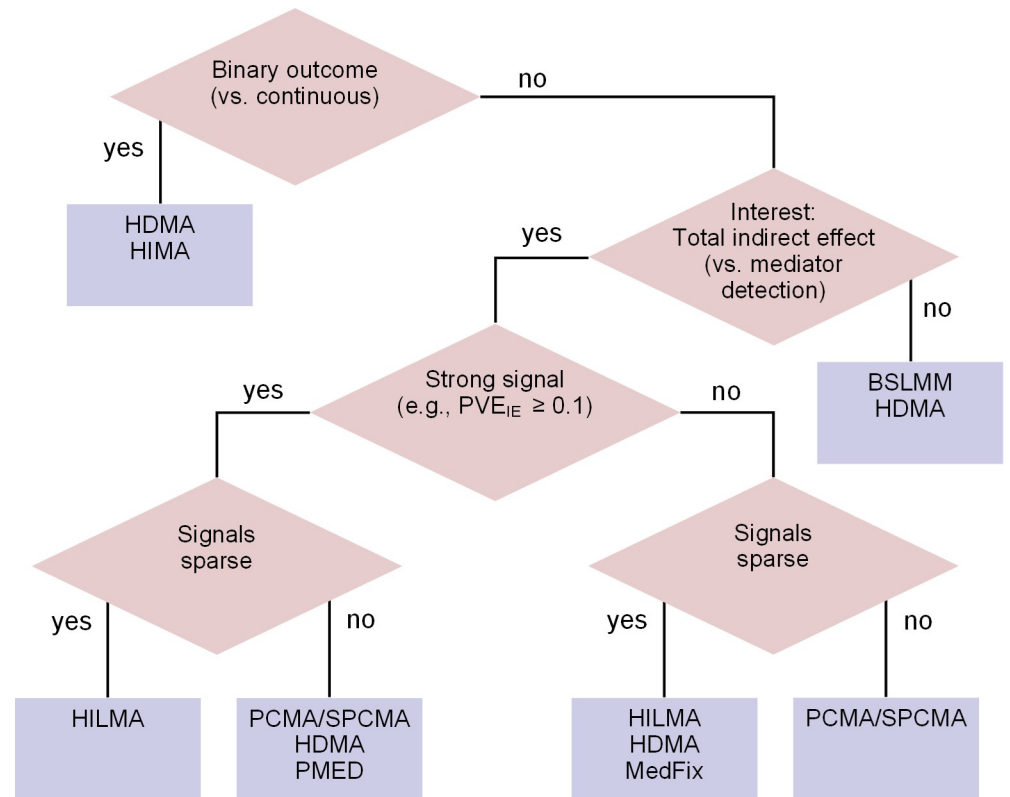 Binary outcome
(vs. continuous)
no
yes
HDMA
HIMA
Interest:
Total indirect effect
(vs. mediator
detection)
yes
no
BSLMM
HDMA
Strong signal
(e.g., PVE_IE ≥ 0.1)
yes
no
Signals
sparse
yes
no
Signals
sparse
yes
no
HILMA
PCMA/SPCMA
HDMA
PMED
HILMA
HDMA
MedFix
PCMA/SPCMA